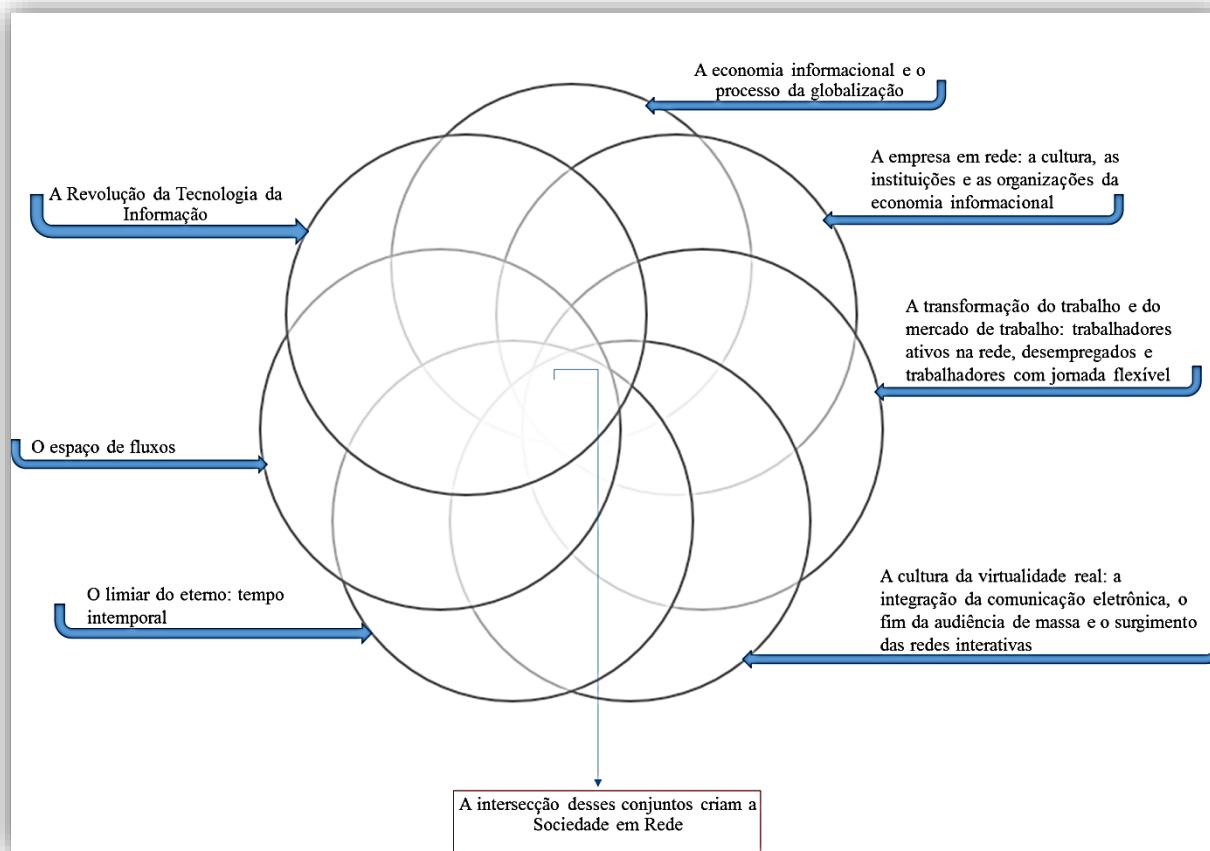 A economia informacional e o
processo da globalização
A empresa em rede: a cultura, as
instituições e as organizações da
economia informacional
A Revolução da Tecnologia da
Informação
A transformação do trabalho e do
mercado de trabalho: trabalhadores
ativos na rede, desempregados e
trabalhadores com jornada flexível
O espaço de fluxos
A cultura da virtualidade real: a
integração da comunicação eletrônica, o
fim da audiência de massa e o surgimento
das redes interativas
O limiar do eterno: tempo
intemporal
A intersecção desses conjuntos criam a
Sociedade em Rede